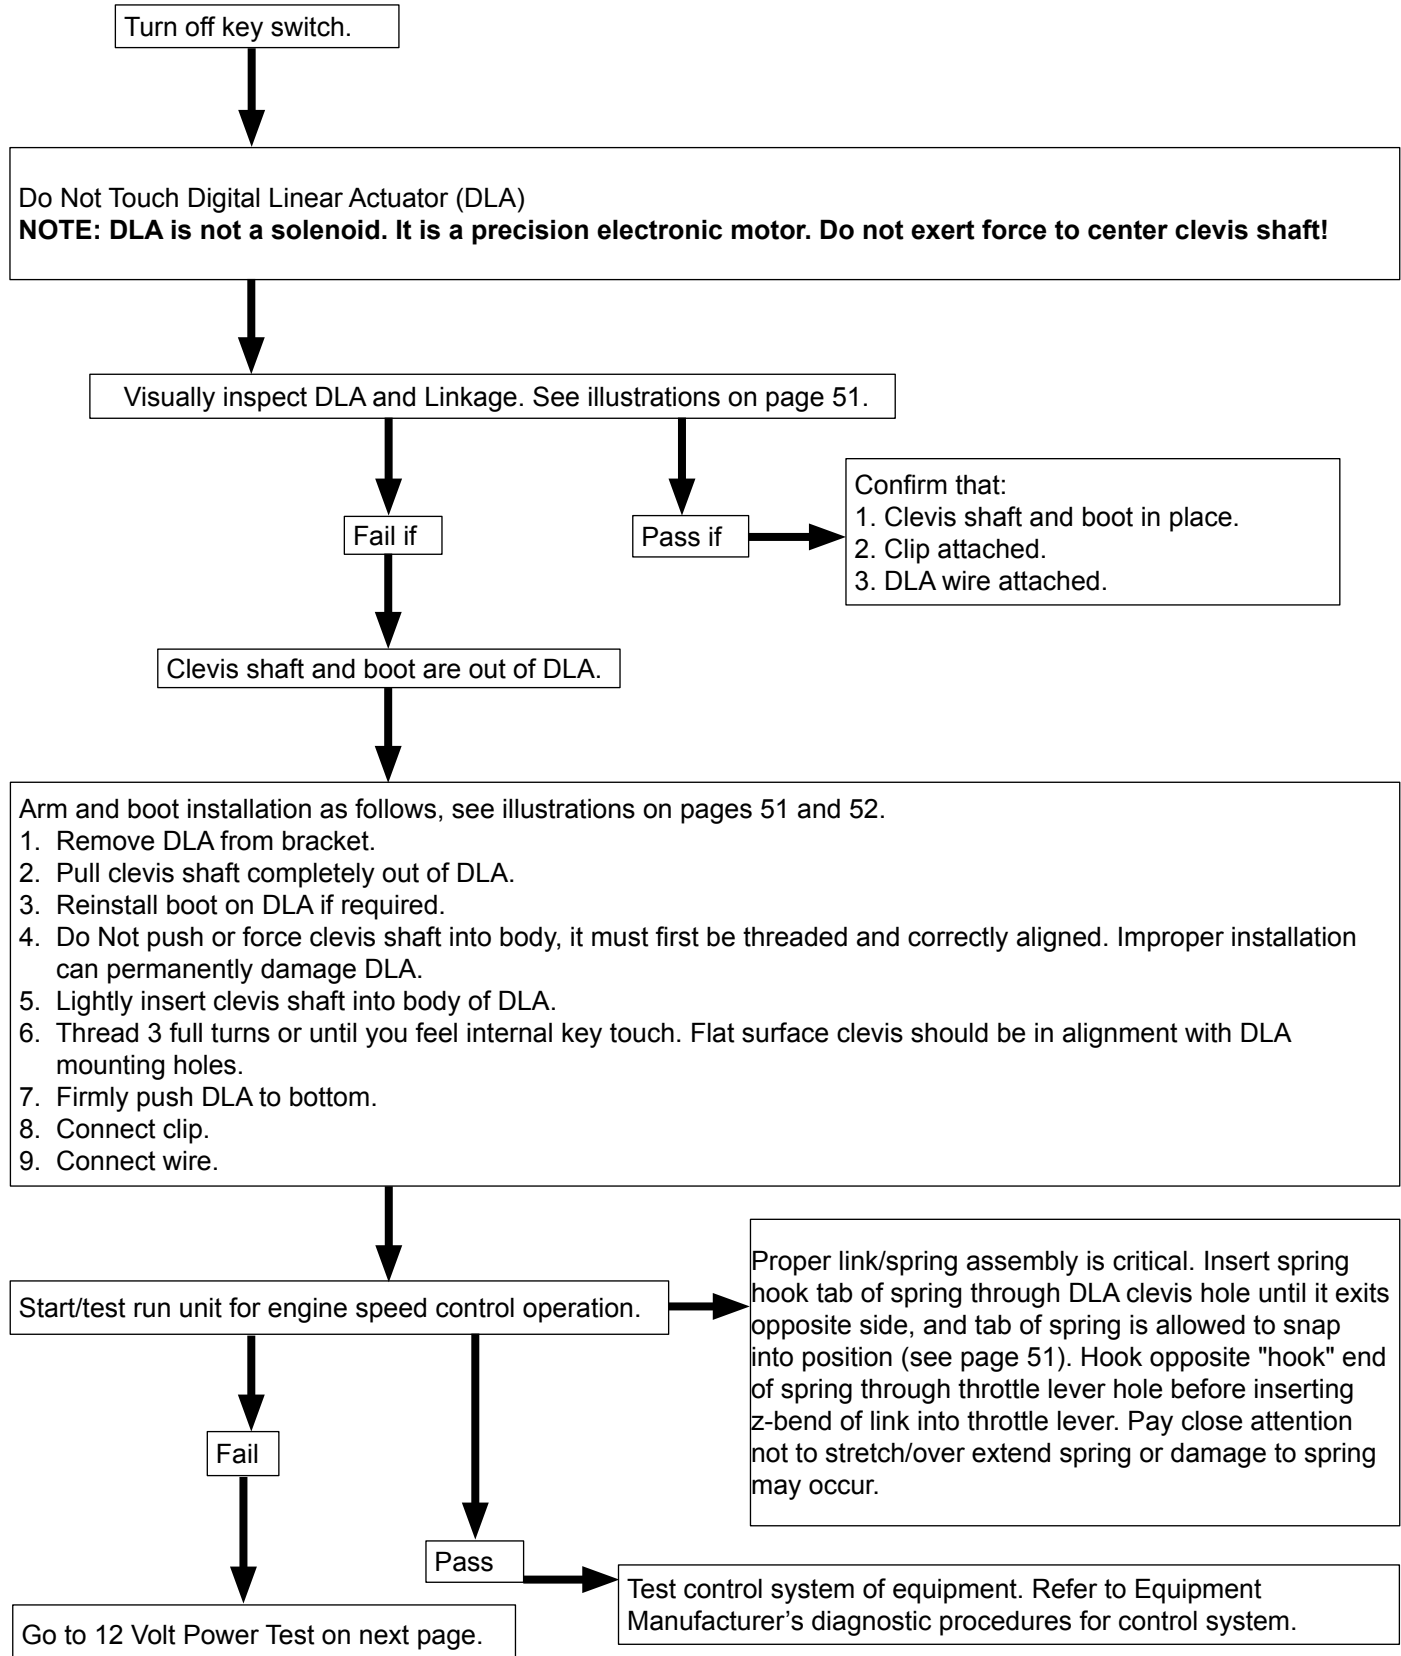 Turn off key switch.
Do Not Touch Digital Linear Actuator (DLA)
NOTE: DLA is not a solenoid. It is a precision electronic motor. Do not exert force to center clevis shaft!
Visually inspect DLA and Linkage. See illustrations on page 51.
Fail if
Pass if
Confirm that:
1. Clevis shaft and boot in place.
2. Clip attached.
3. DLA wire attached.
Clevis shaft and boot are out of DLA.
Arm and boot installation as follows, see illustrations on pages 51 and 52.
1. Remove DLA from bracket.
2. Pull clevis shaft completely out of DLA.
3. Reinstall boot on DLA if required.
4. Do Not push or force clevis shaft into body, it must first be threaded and correctly aligned. Improper installation
can permanently damage DLA.
5. Lightly insert clevis shaft into body of DLA.
6. Thread 3 full turns or until you feel internal key touch. Flat surface clevis should be in alignment with DLA
mounting holes.
7. Firmly push DLA to bottom.
8. Connect clip.
9. Connect wire.
Start/test run unit for engine speed control operation.
Proper link/spring assembly is critical. Insert spring
hook tab of spring through DLA clevis hole until it exits
opposite side, and tab of spring is allowed to snap
into position (see page 51). Hook opposite "hook" end
of spring through throttle lever hole before inserting
z-bend of link into throttle lever. Pay close attention
not to stretch/over extend spring or damage to spring
may occur.
Fail
Pass
Test control system of equipment. Refer to Equipment
Manufacturer’s diagnostic procedures for control system.
Go to 12 Volt Power Test on next page.